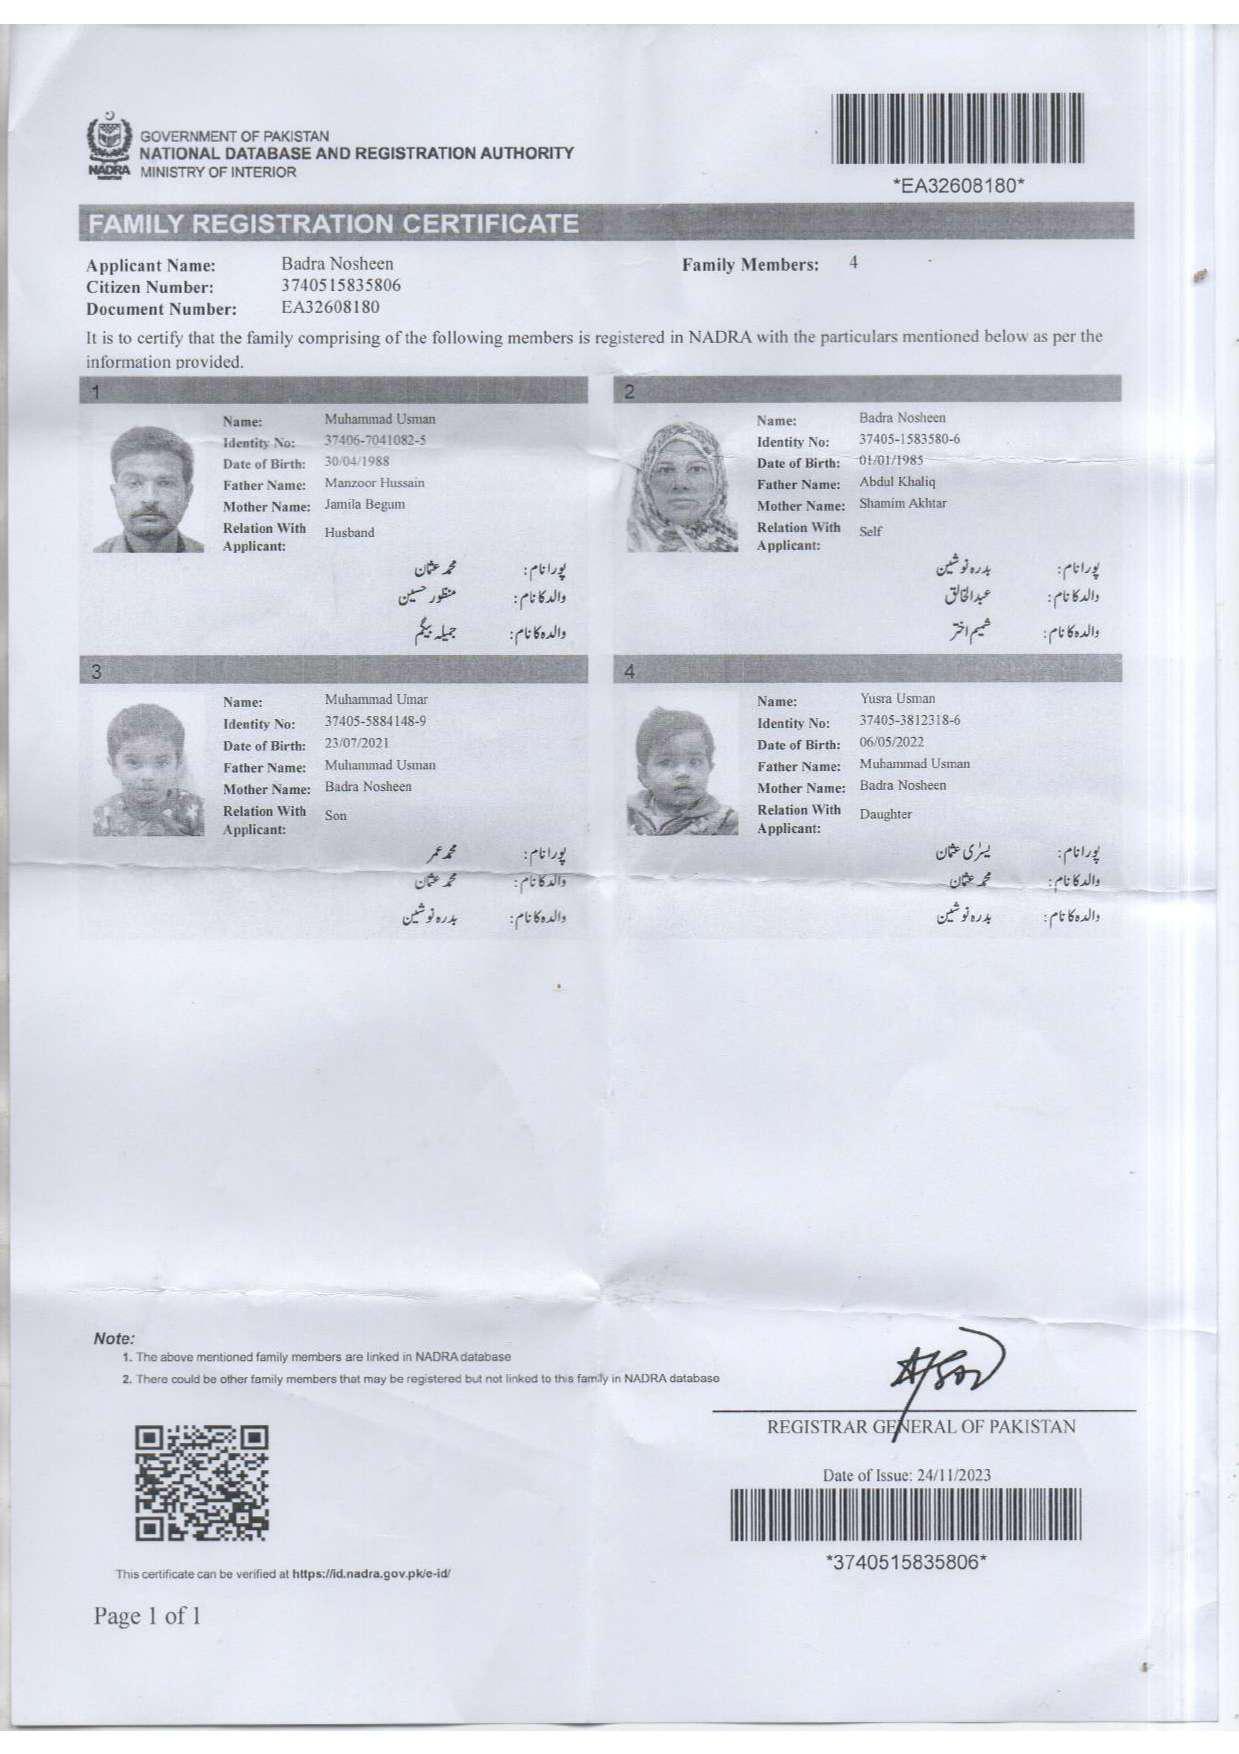 GOVERNMENT OF PAKISTAN
NATIONAL DATABASE AND REGISTRATION AUTHORITY
NADRA MINISTRY OF INTERIOR
*EA32608180*
FAMILY REGISTRATION CERTIFICATE
Applicant Name: Badra Nosheen Family Members: 4
Citizen Number: 3740515835806
Document Number: EA32608180
It is to certify that the family comprising of the following members is registered in NADRA with the particulars mentioned below as per the
information provided.
1
Name: Muhammad Usman
Identity No: 37406-7041082-5
Date of Birth: 30/04/1988
Father Name: Manzoor Hussain
Mother Name: Jamila Begum
Relation With
Applicant: Husband
پورا نام: محمد عثمان
والد کا نام: منظور حسین
والدہ کا نام: جمیلہ بیگم
2
Name: Badra Nosheen
Identity No: 37405-1583580-6
Date of Birth: 01/01/1985
Father Name: Abdul Khaliq
Mother Name: Shamim Akhtar
Relation With
Applicant: Self
پورا نام: بدرہ نوشین
والد کا نام: عبدالخالق
والدہ کا نام: شمیم اختر
3
Name: Muhammad Umar
Identity No: 37405-5884148-9
Date of Birth: 23/07/2021
Father Name: Muhammad Usman
Mother Name: Badra Nosheen
Relation With
Applicant: Son
پورا نام: محمد عمر
والد کا نام: محمد عثمان
والدہ کا نام: بدرہ نوشین
4
Name: Yusra Usman
Identity No: 37405-3812318-6
Date of Birth: 06/05/2022
Father Name: Muhammad Usman
Mother Name: Badra Nosheen
Relation With
Applicant: Daughter
پورا نام: یسرٰی عثمان
والد کا نام: محمد عثمان
والدہ کا نام: بدرہ نوشین
Note:
1. The above mentioned family members are linked in NADRA database
2. There could be other family members that may be registered but not linked to this family in NADRA database
REGISTRAR GENERAL OF PAKISTAN
Date of Issue: 24/11/2023
*3740515835806*
This certificate can be verified at https://id.nadra.gov.pk/e-id/
Page 1 of 1